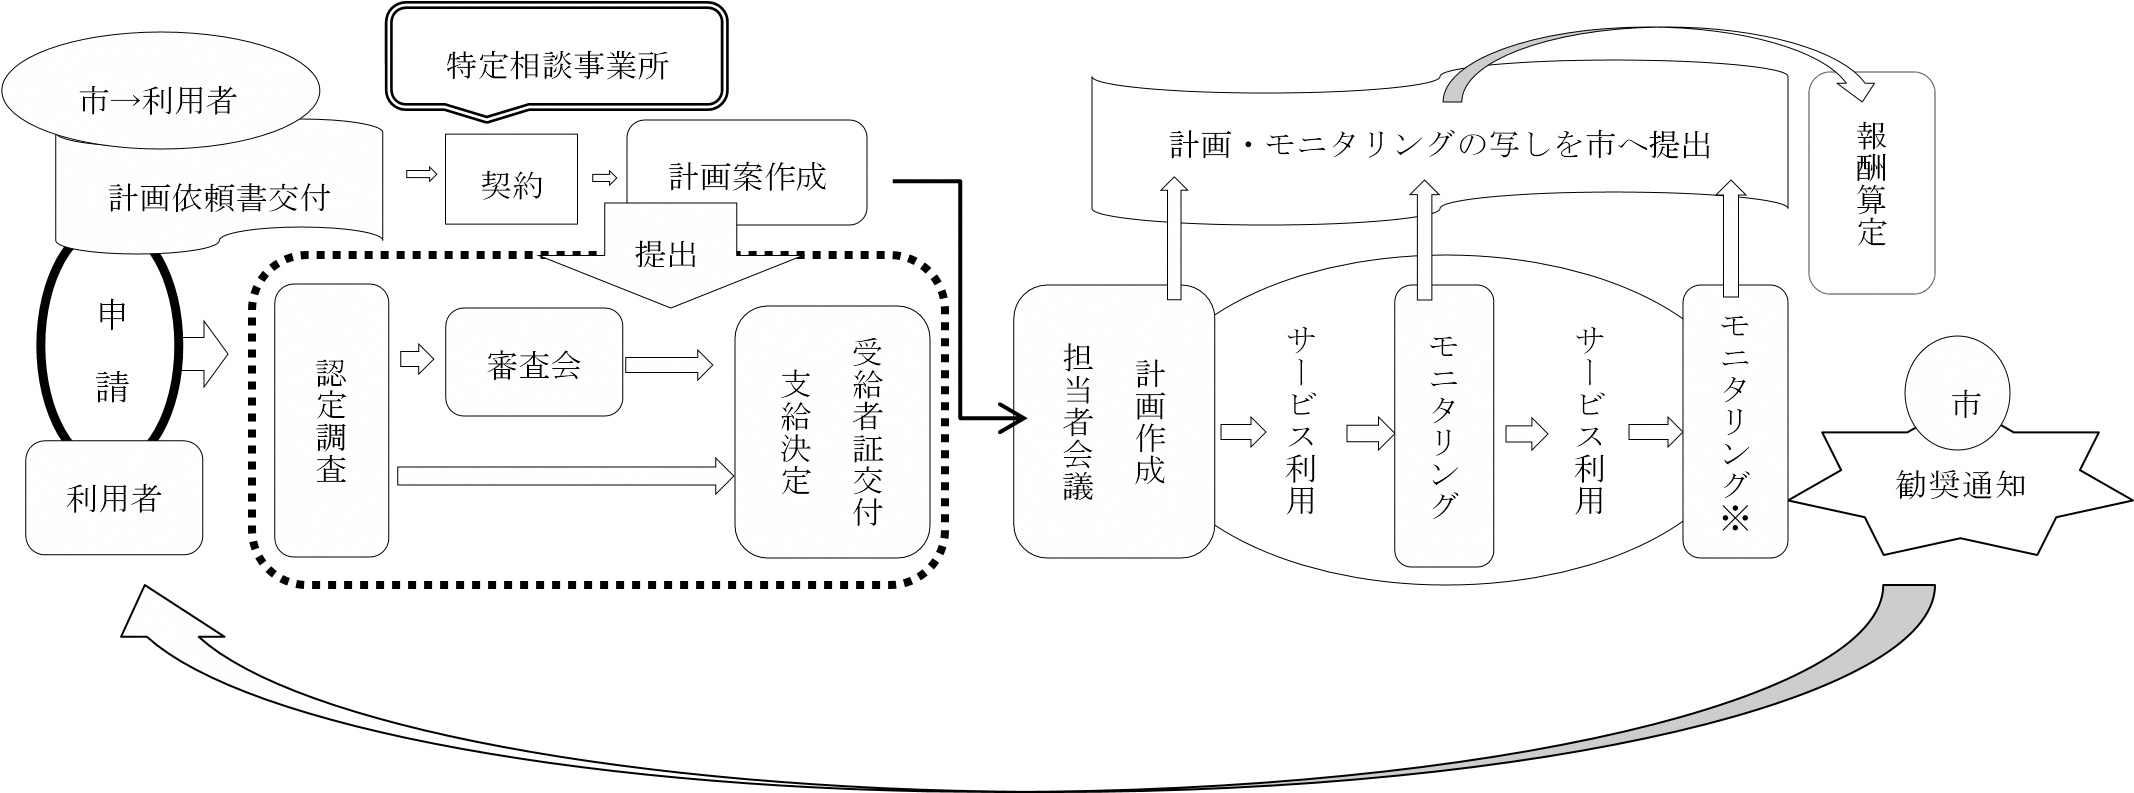 特定相談事業所
市→利用者
計画依頼書交付
契約
計画案作成
提出
申
請
利用者
認定調査
審査会
受給者証交付
支給決定
計画・モニタリングの写しを市へ提出
報酬算定
計画作成
担当者会議
サービス利用
モニタリング
サービス利用
モニタリング※
市
勧奨通知